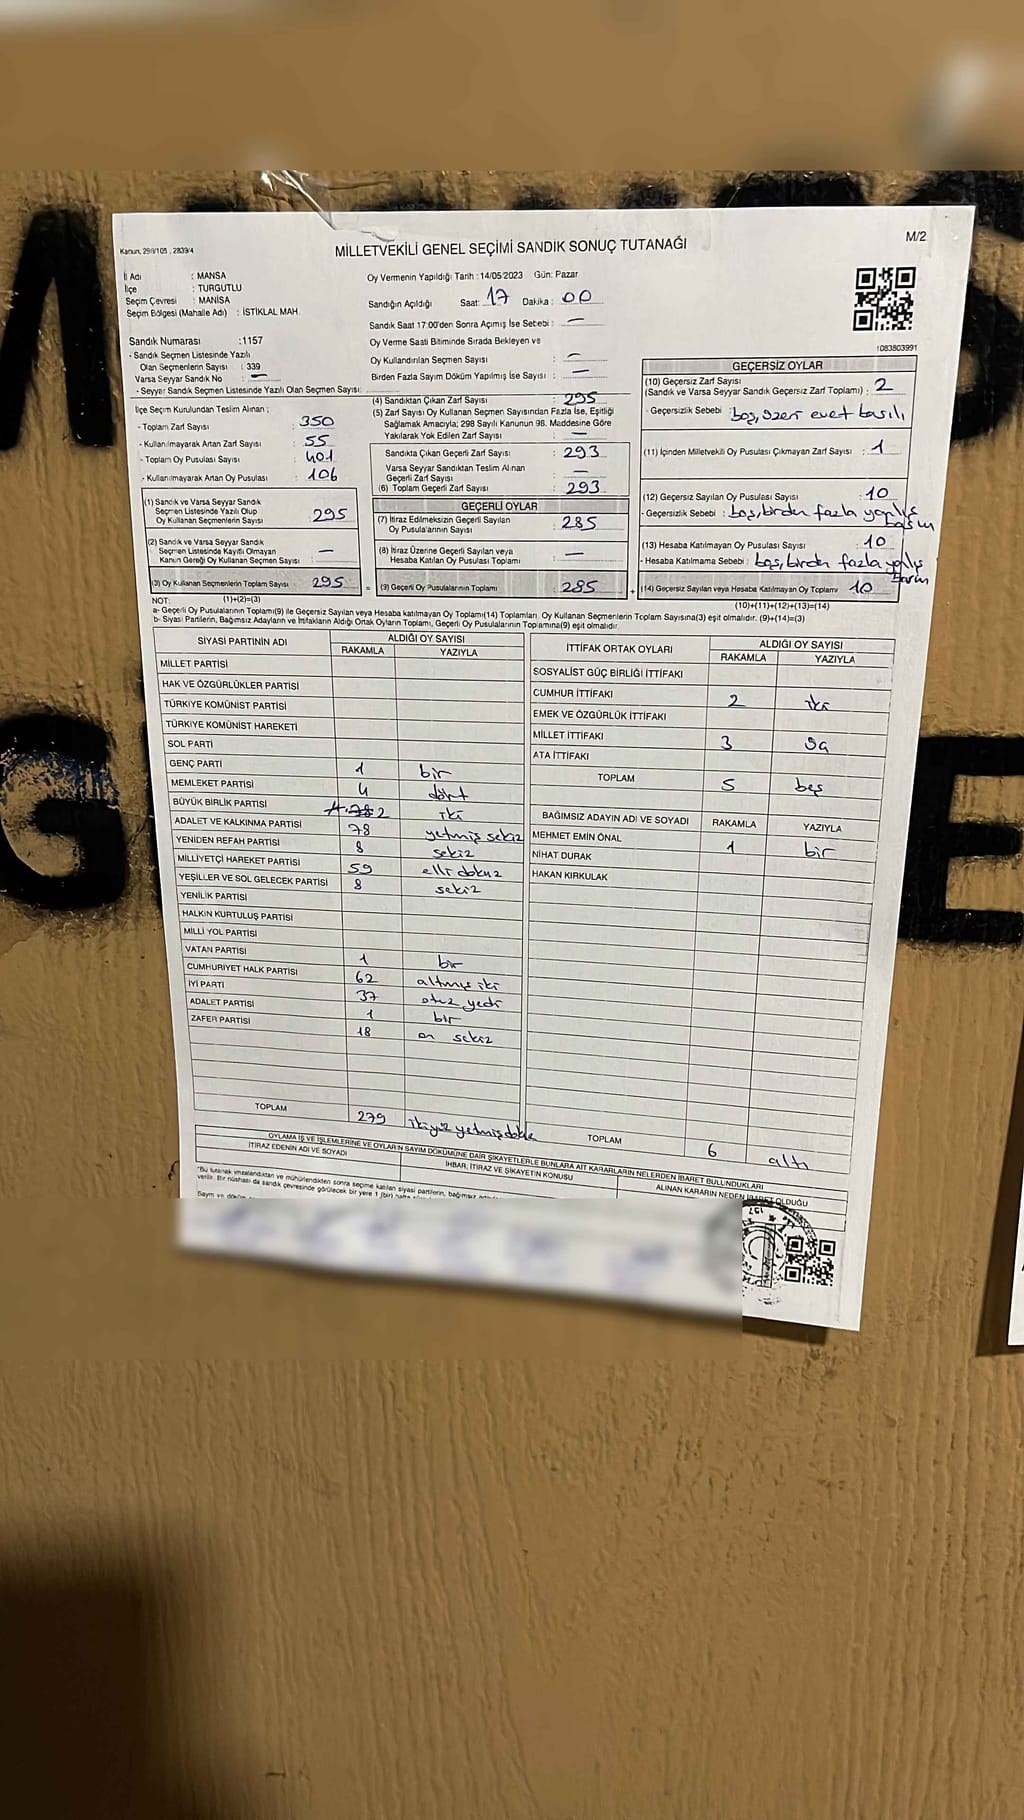 M/2
Kanun, 298/105 ; 2839/4
MİLLETVEKİLİ GENEL SEÇİMİ SANDIK SONUÇ TUTANAĞI
İl Adı : MANİSA
İlçe : TURGUTLU
Seçim Çevresi : MANİSA
Seçim Bölgesi (Mahalle Adı) : İSTİKLAL MAH.
Oy Vermenin Yapıldığı Tarih : 14/05/2023 Gün: Pazar
Sandığın Açıldığı Saat: 17 Dakika : 00
Sandık Saat 17:00'den Sonra Açımış İse Sebebi : —
Oy Verme Saati Bitiminde Sırada Bekleyen ve
Oy Kullandırılan Seçmen Sayısı : —
Birden Fazla Sayım Döküm Yapılmış İse Sayısı : —
1083803991
Sandık Numarası :1157
- Sandık Seçmen Listesinde Yazılı
Olan Seçmenlerin Sayısı : 339
Varsa Seyyar Sandık No : —
- Seyyar Sandık Seçmen Listesinde Yazılı Olan Seçmen Sayısı:
İlçe Seçim Kurulundan Teslim Alınan ;
- Toplam Zarf Sayısı : 350
- Kullanılmayarak Artan Zarf Sayısı : 55
- Toplam Oy Pusulası Sayısı : 401
- Kullanılmayarak Artan Oy Pusulası : 106
(1) Sandık ve Varsa Seyyar Sandık
Seçmen Listesinde Yazılı Olup
Oy Kullanan Seçmenlerin Sayısı : 295
(2) Sandık ve Varsa Seyyar Sandık
Seçmen Listesinde Kayıtlı Olmayan
Kanun Gereği Oy Kullanan Seçmen Sayısı : —
(3) Oy Kullanan Seçmenlerin Toplam Sayısı : 295
(1)+(2)=(3)
(4) Sandıktan Çıkan Zarf Sayısı : 295
(5) Zarf Sayısı Oy Kullanan Seçmen Sayısından Fazla İse, Eşitliği
Sağlamak Amacıyla; 298 Sayılı Kanunun 98. Maddesine Göre
Yakılarak Yok Edilen Zarf Sayısı : —
Sandıkta Çıkan Geçerli Zarf Sayısı : 293
Varsa Seyyar Sandıktan Teslim Alınan
Geçerli Zarf Sayısı : —
(6) Toplam Geçerli Zarf Sayısı : 293
GEÇERLİ OYLAR
(7) İtiraz Edilmeksizin Geçerli Sayılan
Oy Pusulalarının Sayısı : 285
(8) İtiraz Üzerine Geçerli Sayılan veya
Hesaba Katılan Oy Pusulası Toplamı : —
= (9) Geçerli Oy Pusulalarının Toplamı : 285
GEÇERSİZ OYLAR
(10) Geçersiz Zarf Sayısı
(Sandık ve Varsa Seyyar Sandık Geçersiz Zarf Toplamı) : 2
- Geçersizlik Sebebi : boş, üzeri evet basılı
(11) İçinden Milletvekili Oy Pusulası Çıkmayan Zarf Sayısı : 1
(12) Geçersiz Sayılan Oy Pusulası Sayısı : 10
- Geçersizlik Sebebi : boş, birden fazla yanlış
basım
(13) Hesaba Katılmayan Oy Pusulası Sayısı : 10
- Hesaba Katılmama Sebebi : boş, birden fazla yanlış
basım
+ (14) Geçersiz Sayılan veya Hesaba Katılmayan Oy Toplamı : 10
(10)+(11)+(12)+(13)=(14)
NOT:
a- Geçerli Oy Pusulalarının Toplamı(9) ile Geçersiz Sayılan veya Hesaba katılmayan Oy Toplamı(14) Toplamları, Oy Kullanan Seçmenlerin Toplam Sayısına(3) eşit olmalıdır. (9)+(14)=(3)
b- Siyasi Partilerin, Bağımsız Adayların ve İttifakların Aldığı Ortak Oyların Toplamı, Geçerli Oy Pusulalarının Toplamına(9) eşit olmalıdır.
SİYASİ PARTİNİN ADI ALDIĞI OY SAYISI
RAKAMLA YAZIYLA
MİLLET PARTİSİ
HAK VE ÖZGÜRLÜKLER PARTİSİ
TÜRKİYE KOMÜNİST PARTİSİ
TÜRKİYE KOMÜNİST HAREKETİ
SOL PARTİ
GENÇ PARTİ 1 bir
MEMLEKET PARTİSİ 4 dört
BÜYÜK BİRLİK PARTİSİ 2 iki
ADALET VE KALKINMA PARTİSİ 78 yetmiş sekiz
YENİDEN REFAH PARTİSİ 8 sekiz
MİLLİYETÇİ HAREKET PARTİSİ 59 elli dokuz
YEŞİLLER VE SOL GELECEK PARTİSİ 8 sekiz
YENİLİK PARTİSİ
HALKIN KURTULUŞ PARTİSİ
MİLLİ YOL PARTİSİ
VATAN PARTİSİ 1 bir
CUMHURİYET HALK PARTİSİ 62 altmış iki
İYİ PARTİ 37 otuz yedi
ADALET PARTİSİ 1 bir
ZAFER PARTİSİ 18 on sekiz
TOPLAM 279 ikiyüz yetmiş dokuz
İTTİFAK ORTAK OYLARI ALDIĞI OY SAYISI
RAKAMLA YAZIYLA
SOSYALİST GÜÇ BİRLİĞİ İTTİFAKI
CUMHUR İTTİFAKI 2 iki
EMEK VE ÖZGÜRLÜK İTTİFAKI
MİLLET İTTİFAKI 3 üç
ATA İTTİFAKI
TOPLAM 5 beş
BAĞIMSIZ ADAYIN ADI VE SOYADI RAKAMLA YAZIYLA
MEHMET EMİN ÖNAL 1 bir
NİHAT DURAK
HAKAN KIRKULAK
TOPLAM 6 altı
OYLAMA İŞ VE İŞLEMLERİNE VE OYLARIN SAYIM DÖKÜMÜNE DAİR ŞİKAYETLERLE BUNLARA AİT KARARLARIN NELERDEN İBARET BULUNDUKLARI
İTİRAZ EDENİN ADI VE SOYADI İHBAR, İTİRAZ VE ŞİKAYETİN KONUSU ALINAN KARARIN NEDEN İBARET OLDUĞU
*Bu tutanak imzalandıktan ve mühürlendikten sonra seçime katılan siyasi partilerin, bağımsız
verilir. Bir nüshası da sandık çevresinde görülecek bir yere 1 (bir) hafta
Sayım ve döküm